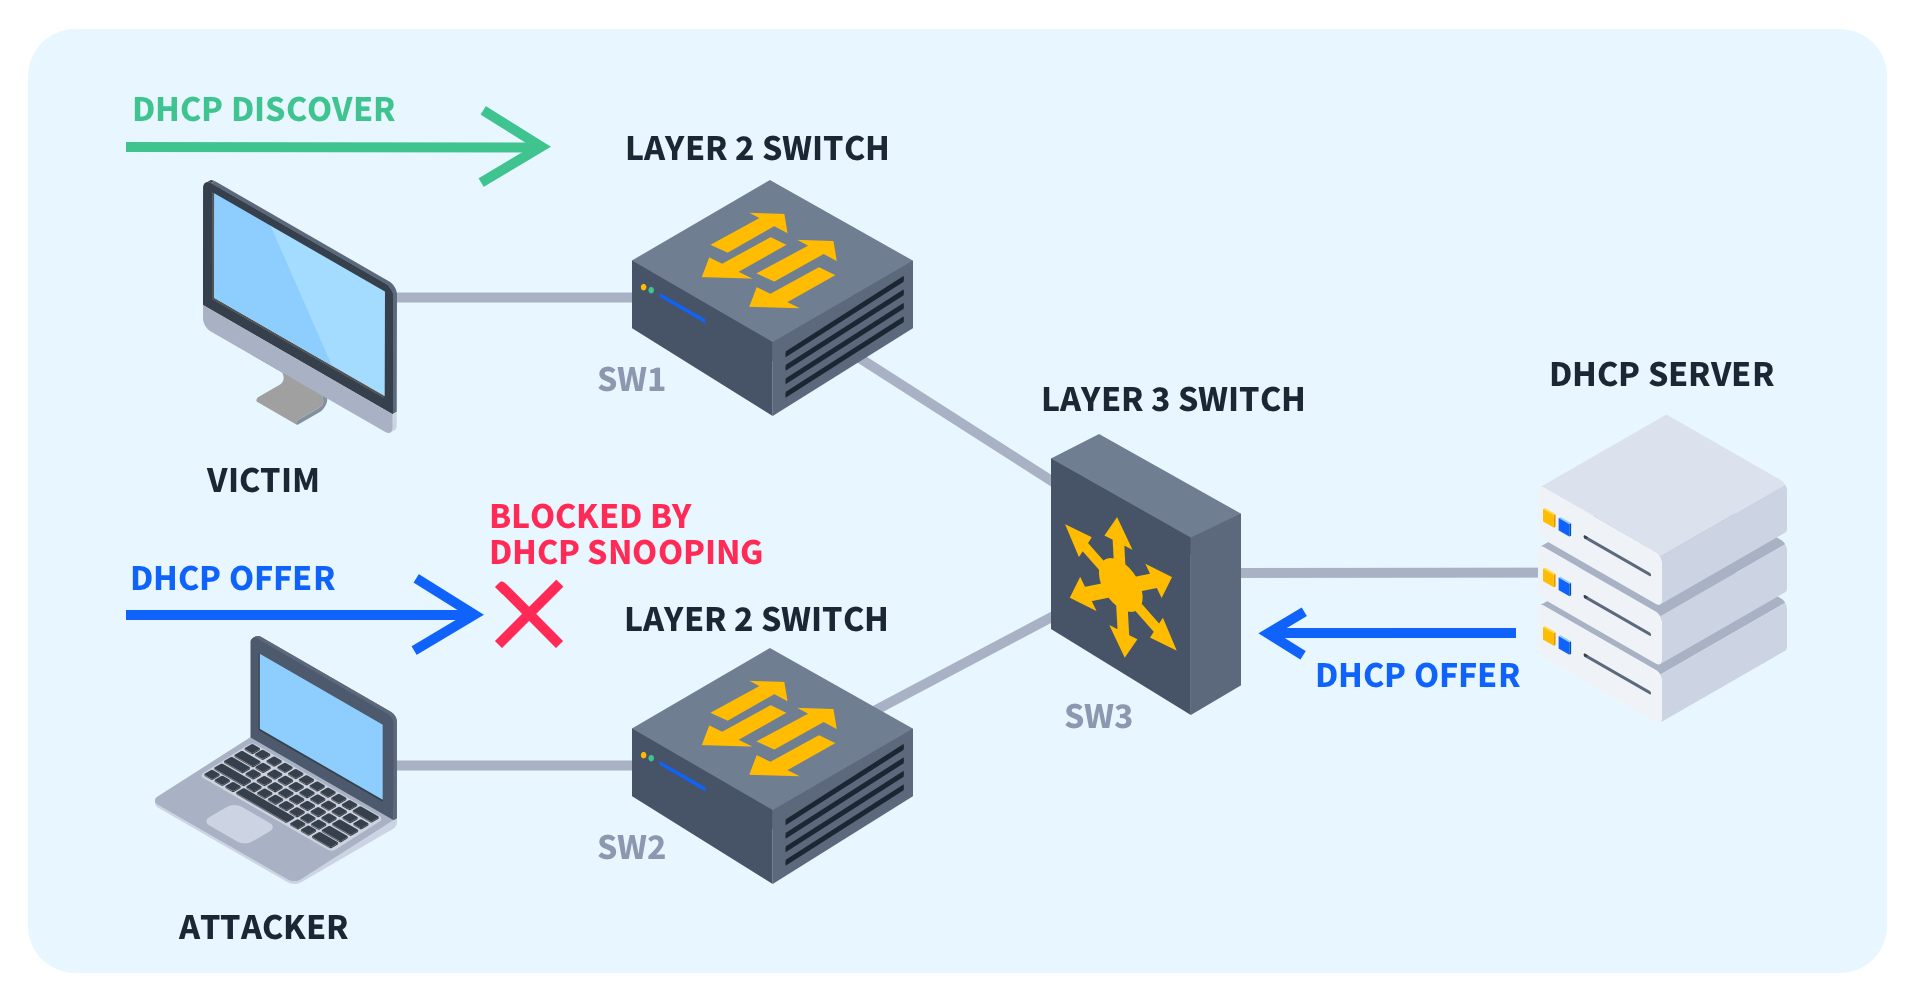 DHCP DISCOVER
LAYER 2 SWITCH
SW1
VICTIM
LAYER 3 SWITCH
DHCP SERVER
BLOCKED BY
DHCP SNOOPING
DHCP OFFER
LAYER 2 SWITCH
DHCP OFFER
SW3
SW2
ATTACKER